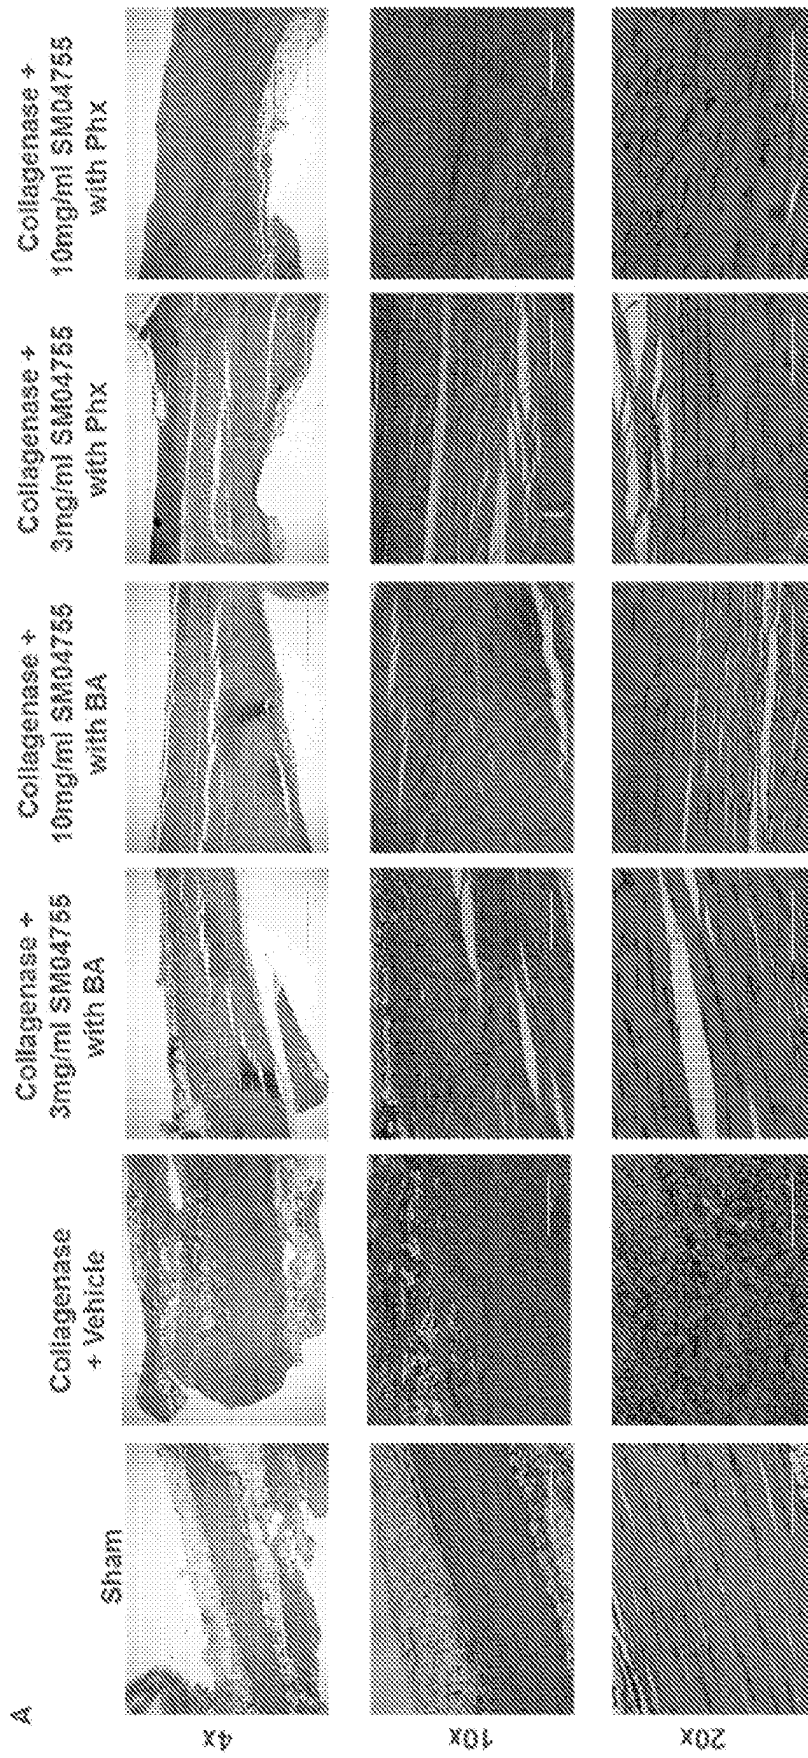 A
Sham
Collagenase
+ Vehicle
Collagenase +
3mg/ml SM04755
with BA
Collagenase +
10mg/ml SM04755
with BA
Collagenase +
3mg/ml SM04755
with Phx
Collagenase +
10mg/ml SM04755
with Phx
4x
10x
20x